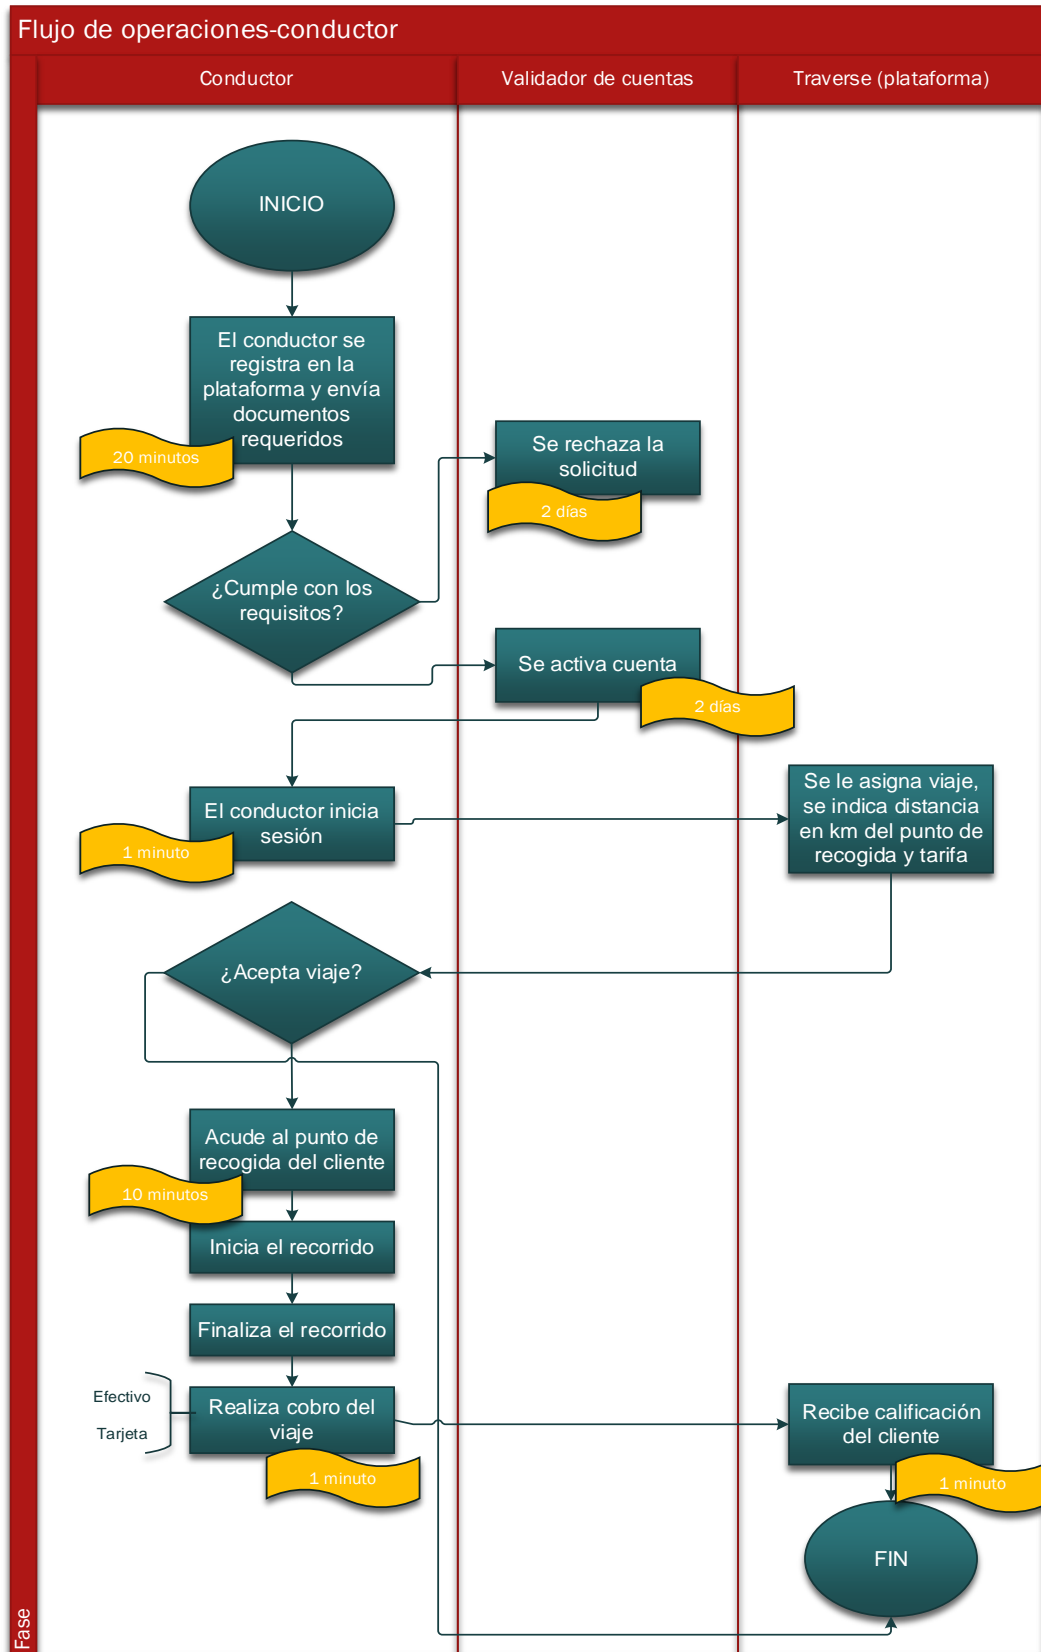 Flujo de operaciones-conductor
Conductor
Validador de cuentas
Traverse (plataforma)
INICIO
El conductor se
registra en la
plataforma y envía
documentos
requeridos
20 minutos
Se rechaza la
solicitud
2 días
¿Cumple con los
requisitos?
Se activa cuenta
2 días
El conductor inicia
sesión
1 minuto
Se le asigna viaje,
se indica distancia
en km del punto de
recogida y tarifa
¿Acepta viaje?
Acude al punto de
recogida del cliente
10 minutos
Inicia el recorrido
Finaliza el recorrido
Efectivo
Tarjeta
Realiza cobro del
viaje
1 minuto
Recibe calificación
del cliente
1 minuto
FIN
Fase